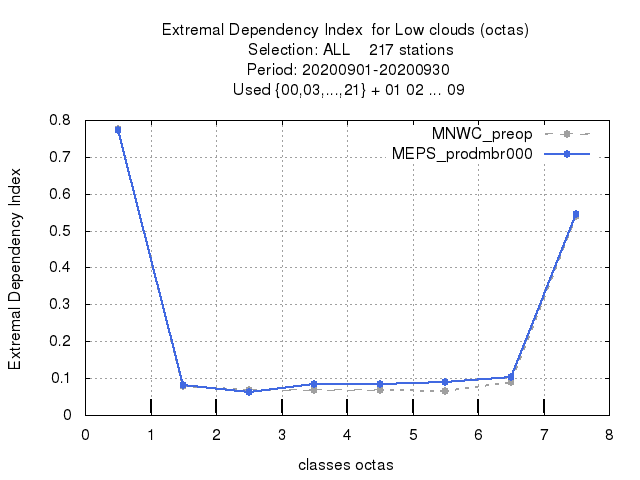 Extremal Dependency Index  for Low clouds (octas)
Selection: ALL    217 stations
Period: 20200901-20200930
Used {00,03,...,21} + 01 02 ... 09
MNWC_preop
MEPS_prodmbr000
Extremal Dependency Index
0.8
0.7
0.6
0.5
0.4
0.3
0.2
0.1
0
0 1 2 3 4 5 6 7 8
classes octas